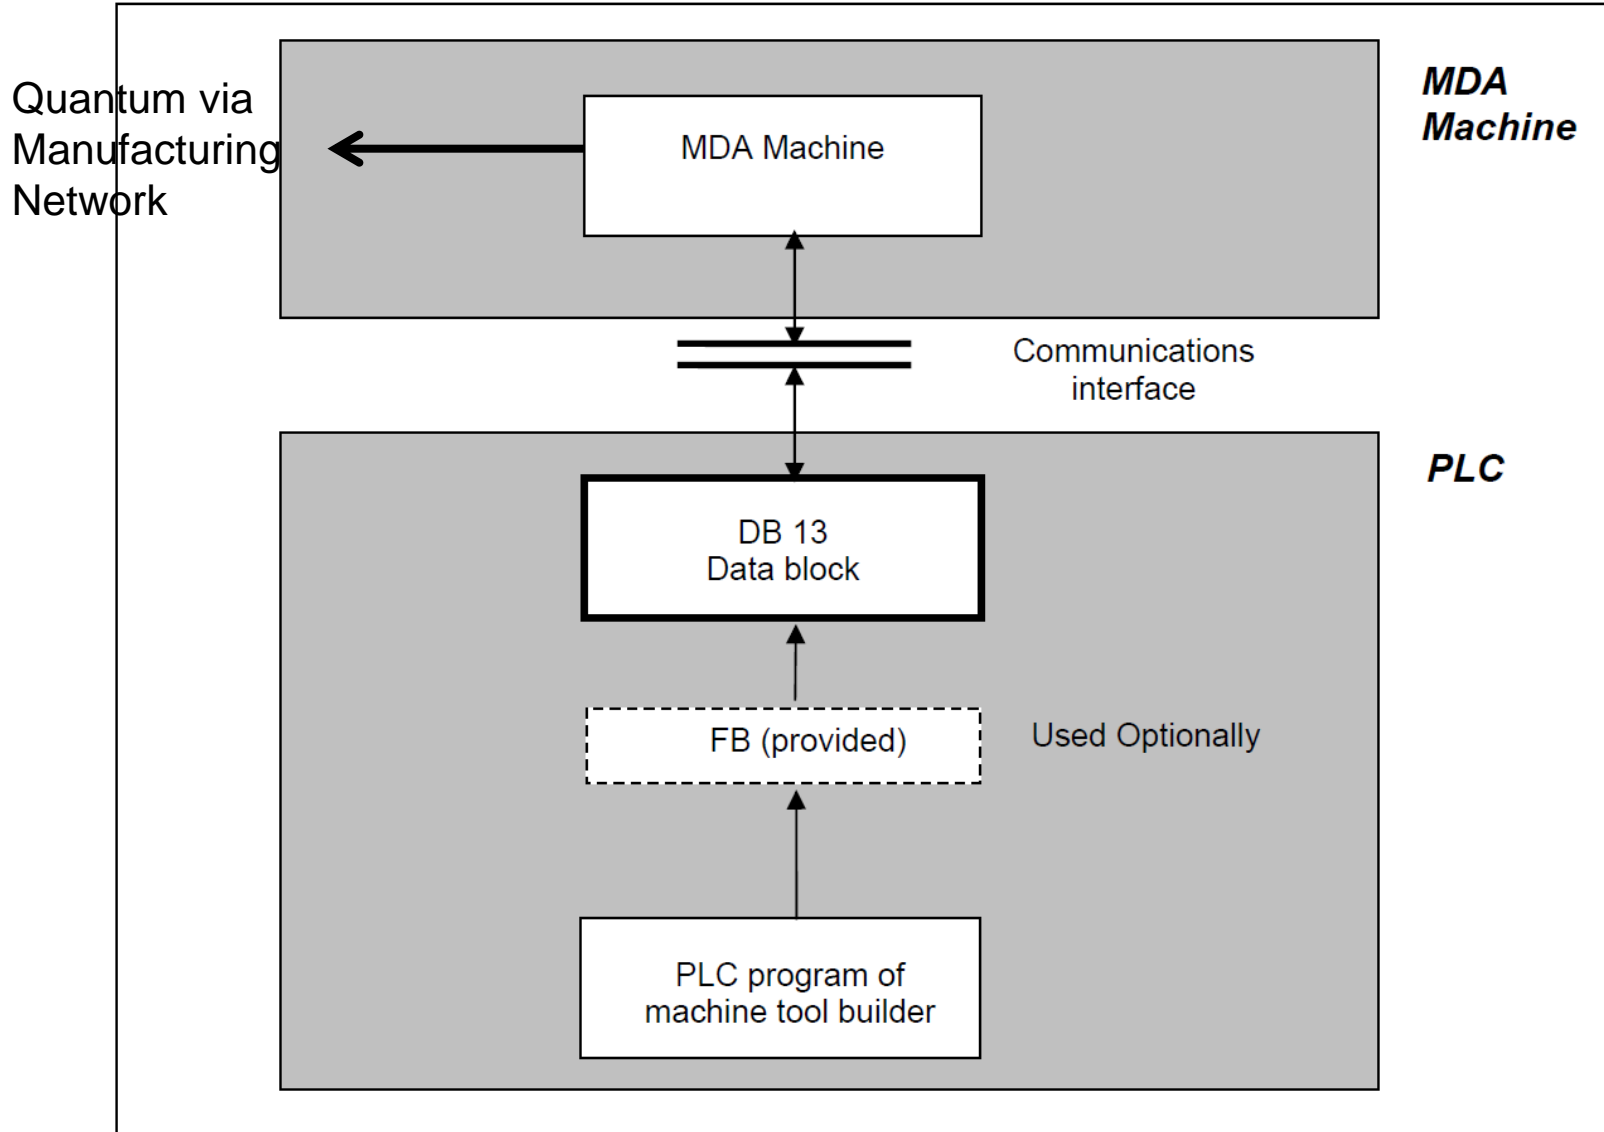 Quantum via
Manufacturing
Network
MDA
Machine
MDA Machine
Communications
interface
PLC
DB 13
Data block
FB (provided)
Used Optionally
PLC program of
machine tool builder